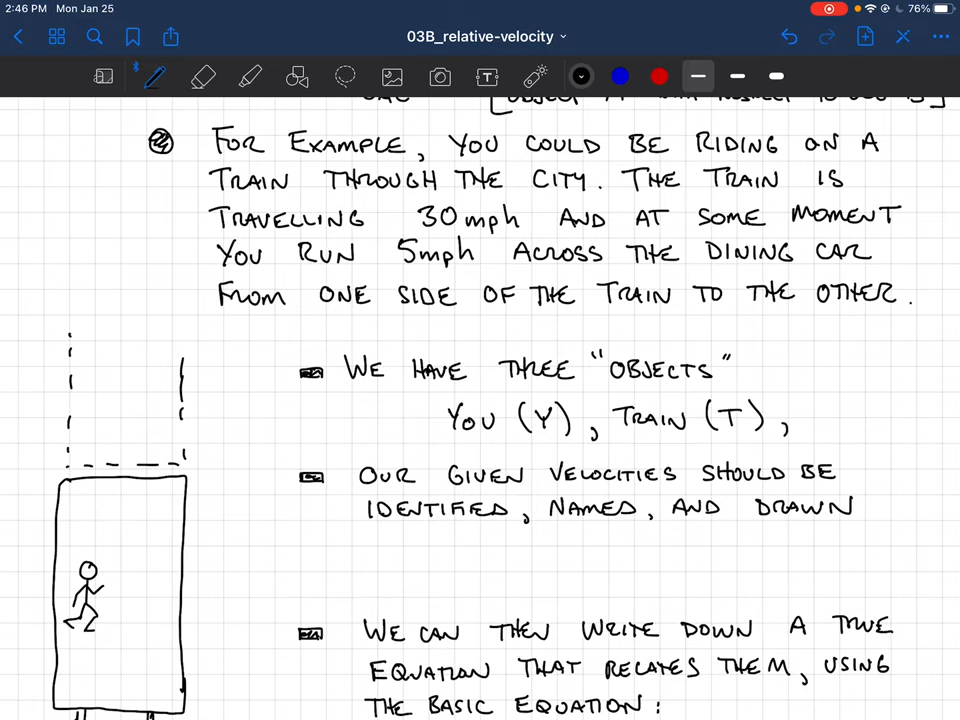 2:46 PM Mon Jan 25
76%
03B_relative-velocity
FOR EXAMPLE, YOU COULD BE RIDING ON A
TRAIN THROUGH THE CITY. THE TRAIN IS
TRAVELLING 30mph AND AT SOME MOMENT
YOU RUN 5mph ACROSS THE DINING CAR
FROM ONE SIDE OF THE TRAIN TO THE OTHER.
WE HAVE THREE "OBJECTS"
YOU (Y), TRAIN (T),
OUR GIVEN VELOCITIES SHOULD BE
IDENTIFIED, NAMED, AND DRAWN
WE CAN THEN WRITE DOWN A TRUE
EQUATION THAT RELATES THEM, USING
THE BASIC EQUATION: